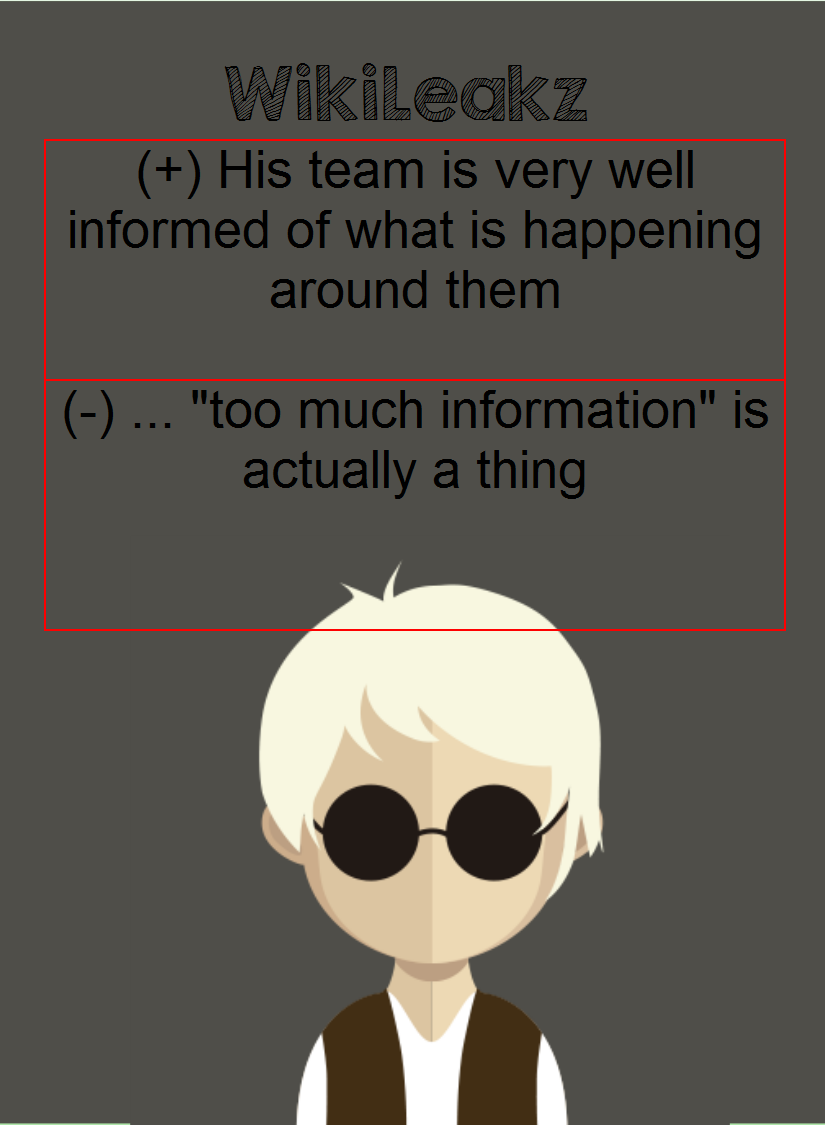 WikiLeakz
(+) His team is very well
informed of what is happening
around them
(-) ... "too much information" is
actually a thing